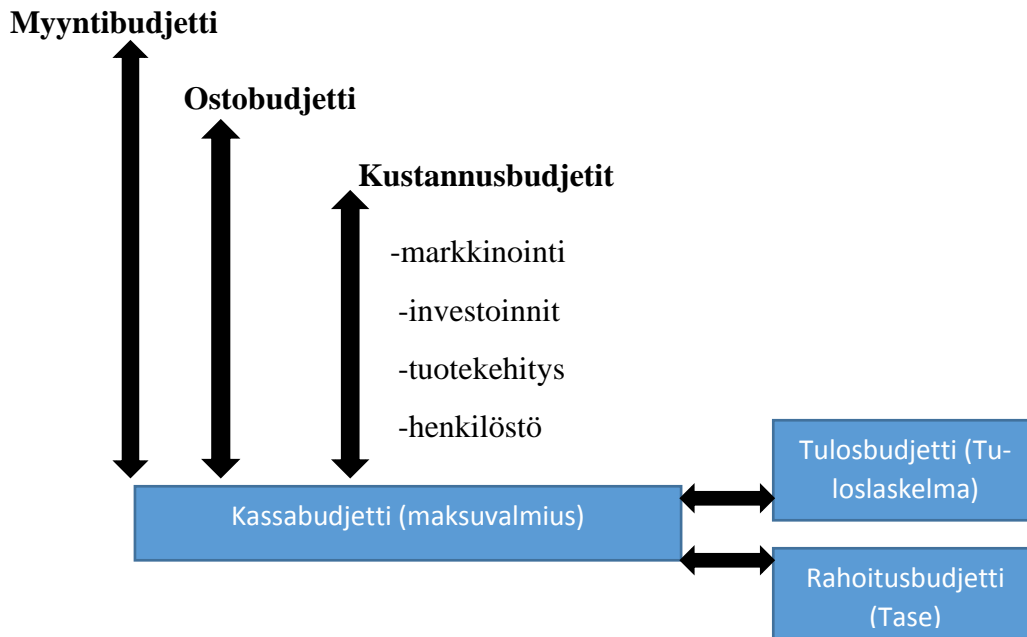 Myyntibudjetti
Ostobudjetti
Kustannusbudjetit
-markkinointi
-investoinnit
-tuotekehitys
-henkilöstö
Kassabudjetti (maksuvalmius)
Tulosbudjetti (Tu-
loslaskelma)
Rahoitusbudjetti
(Tase)